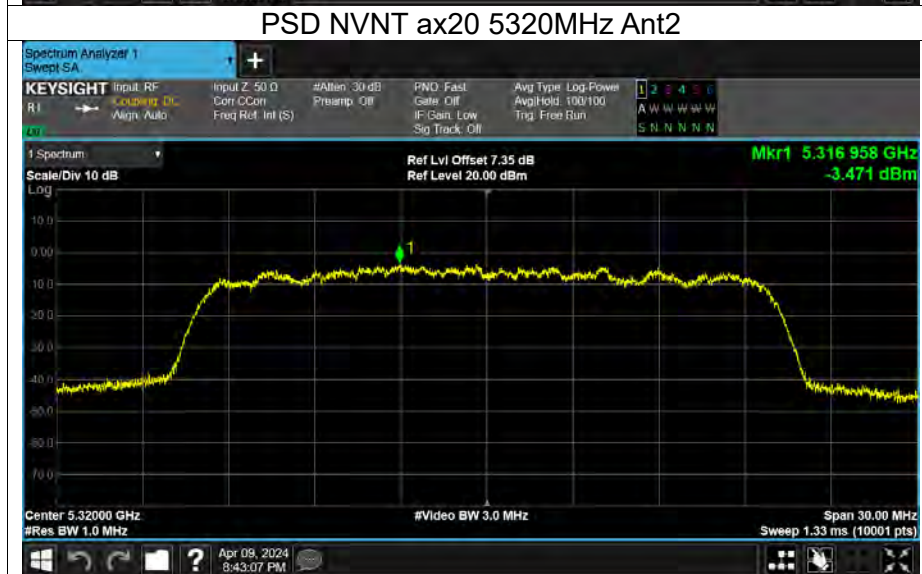 PSD NVNT ax20 5320MHz Ant2
Spectrum Analyzer 1
Swept SA
+
KEYSIGHT Input: RF Input Z: 50 Ω #Atten: 30 dB PNO: Fast Avg Type: Log-Power 1 2 3 4 5 6
Coupling: DC Corr CCorr Preamp: Off Gate: Off Avg|Hold: 100/100 A W W W W W
Align: Auto Freq Ref: Int (S) IF Gain: Low Trig: Free Run
Sig Track: Off S N N N N N
1 Spectrum Ref Lvl Offset 7.35 dB Mkr1 5.316 958 GHz
Scale/Div 10 dB Ref Level 20.00 dBm -3.471 dBm
Log
10.0
0.00
1
-10.0
-20.0
-30.0
-40.0
-50.0
-60.0
-70.0
Center 5.32000 GHz #Video BW 3.0 MHz Span 30.00 MHz
#Res BW 1.0 MHz Sweep 1.33 ms (10001 pts)
? Apr 09, 2024
8:43:07 PM